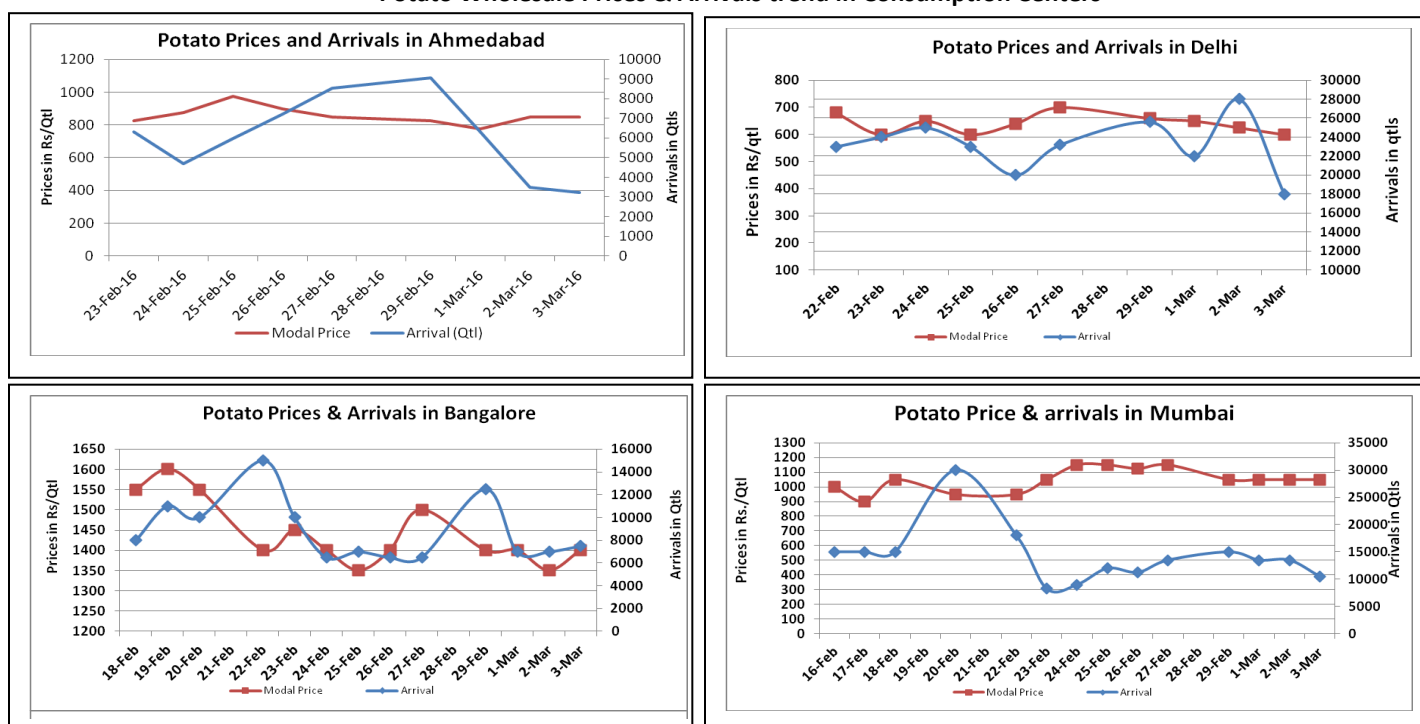 Potato Wholesale Prices & Arrivals trend in Consumption Centers
Potato Prices and Arrivals in Ahmedabad
Prices in Rs/Qtl
1200
1000
800
600
400
200
0
10000
9000
8000
7000
6000
5000
4000
3000
2000
1000
0
Arrivals in Qtls
23-Feb-16
24-Feb-16
25-Feb-16
26-Feb-16
27-Feb-16
28-Feb-16
29-Feb-16
1-Mar-16
2-Mar-16
3-Mar-16
Modal Price Arrival (Qtl)
Potato Prices and Arrivals in Delhi
Prices in Rs/qtl
800
700
600
500
400
300
200
100
30000
28000
26000
24000
22000
20000
18000
16000
14000
12000
10000
Arrivals in qtls
22-Feb
23-Feb
24-Feb
25-Feb
26-Feb
27-Feb
28-Feb
29-Feb
1-Mar
2-Mar
3-Mar
Modal Price Arrival
Potato Prices & Arrivals in Bangalore
Prices in Rs/Qtl
1650
1600
1550
1500
1450
1400
1350
1300
1250
1200
16000
14000
12000
10000
8000
6000
4000
2000
0
Arrivals in Qtls
18-Feb
19-Feb
20-Feb
21-Feb
22-Feb
23-Feb
24-Feb
25-Feb
26-Feb
27-Feb
28-Feb
29-Feb
1-Mar
2-Mar
3-Mar
Modal Price Arrival
Potato Price & arrivals in Mumbai
Prices in Rs./Qtl
1300
1200
1100
1000
900
800
700
600
500
400
300
200
100
0
35000
30000
25000
20000
15000
10000
5000
0
Arrivals in Qtls
16-Feb
17-Feb
18-Feb
19-Feb
20-Feb
21-Feb
22-Feb
23-Feb
24-Feb
25-Feb
26-Feb
27-Feb
28-Feb
29-Feb
1-Mar
2-Mar
3-Mar
Modal Price Arrival